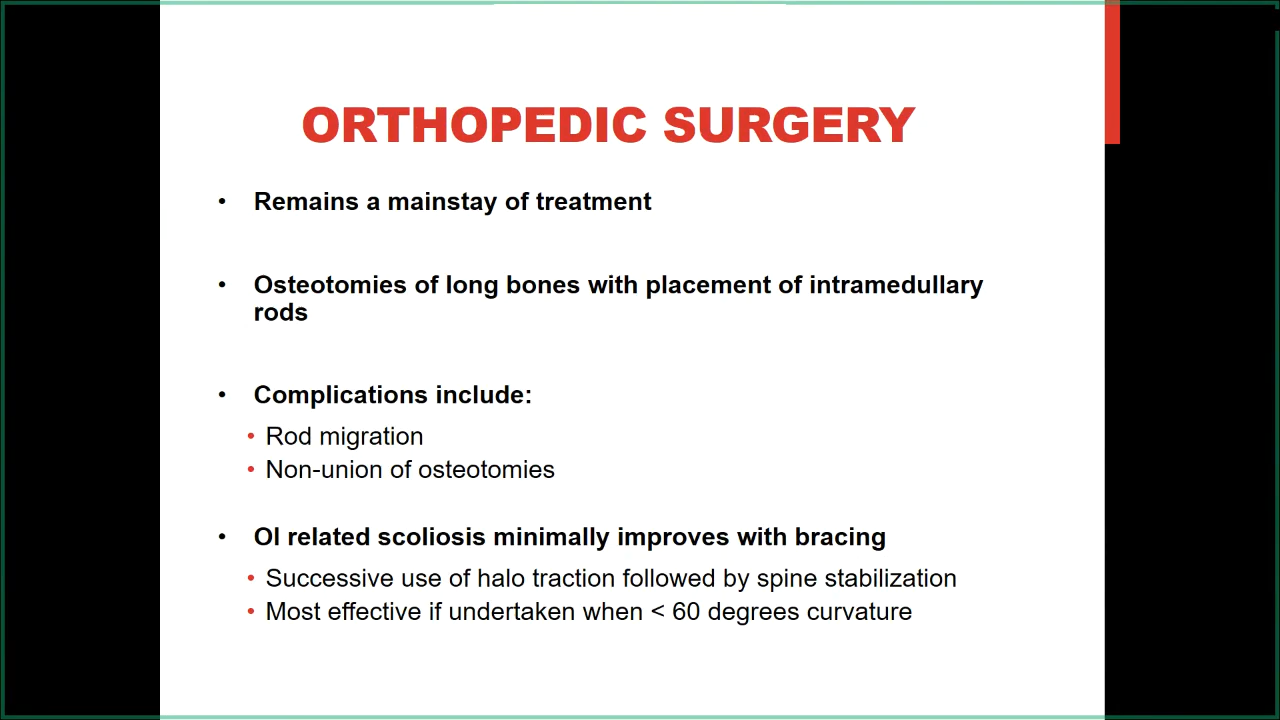 ORTHOPEDIC SURGERY
• Remains a mainstay of treatment
• Osteotomies of long bones with placement of intramedullary
rods
• Complications include:
• Rod migration
• Non-union of osteotomies
• OI related scoliosis minimally improves with bracing
• Successive use of halo traction followed by spine stabilization
• Most effective if undertaken when < 60 degrees curvature